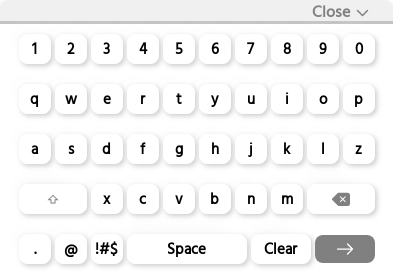 Close
1 2 3 4 5 6 7 8 9 0
q w e r t y u i o p
a s d f g h j k l z
x c v b n m
. @ !#$ Space Clear